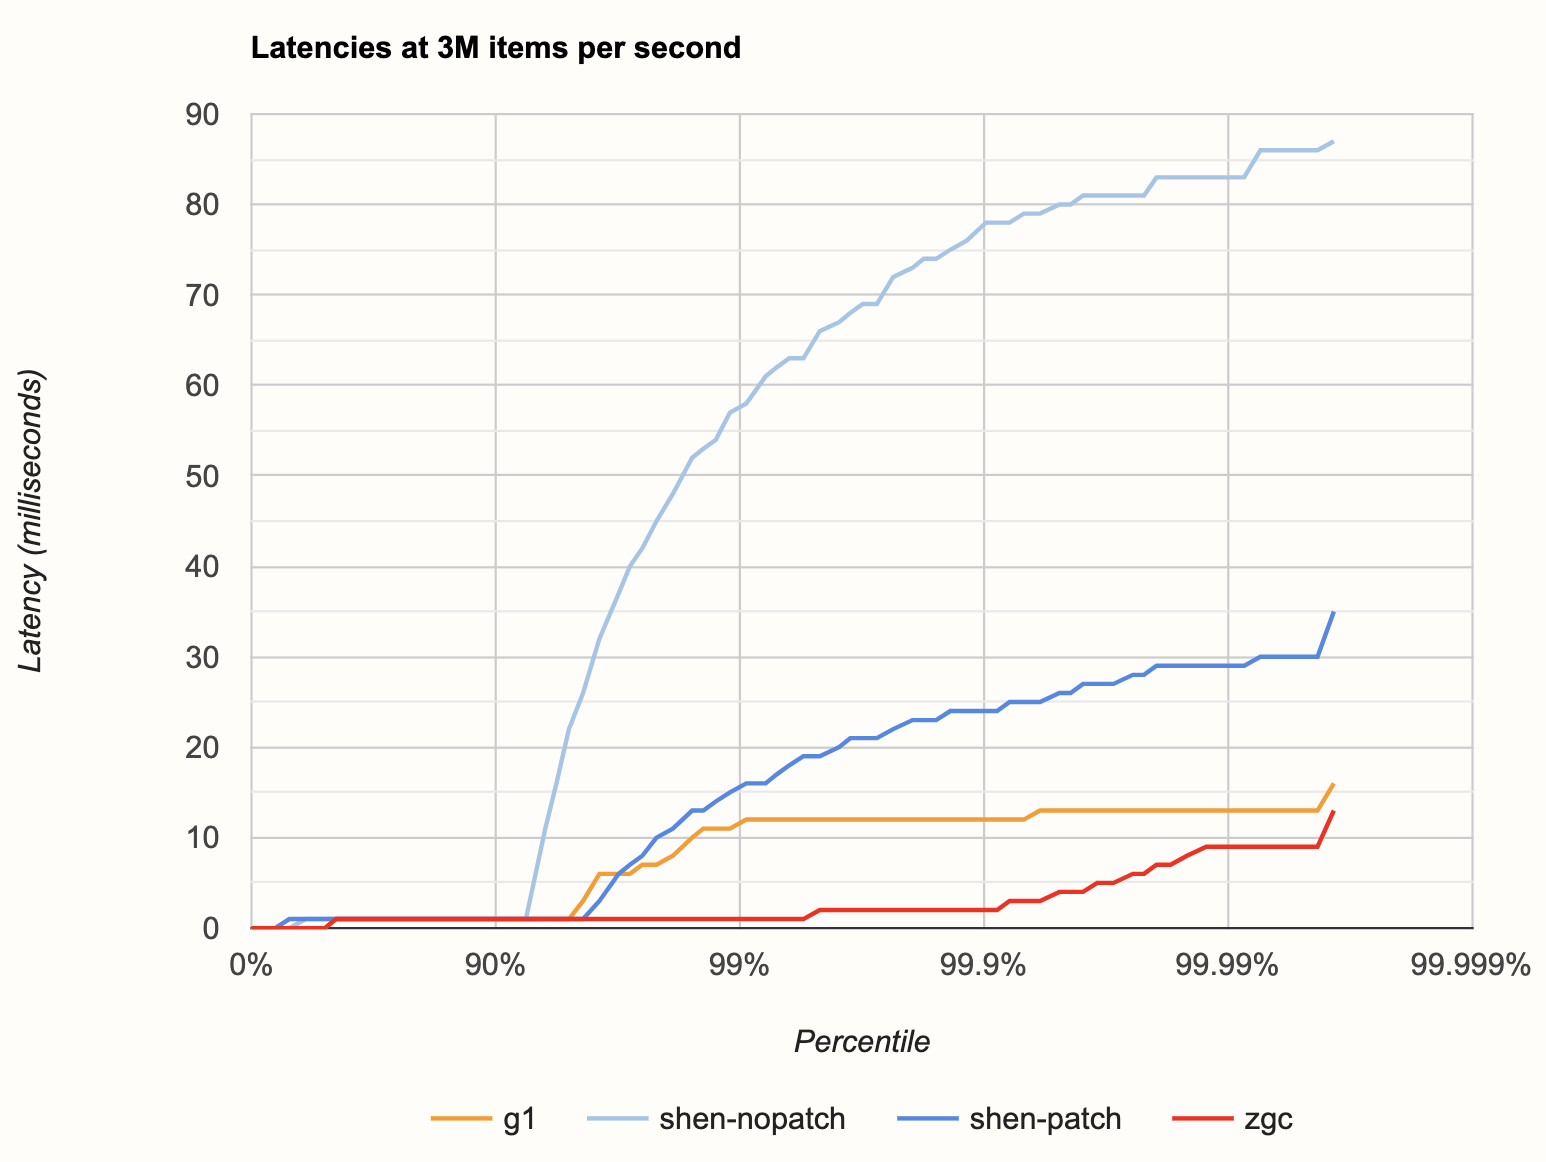 Latencies at 3M items per second
90
80
70
60
50
40
30
20
10
0
Latency (milliseconds)
0% 90% 99% 99.9% 99.99% 99.999%
Percentile
g1 shen-nopatch shen-patch zgc